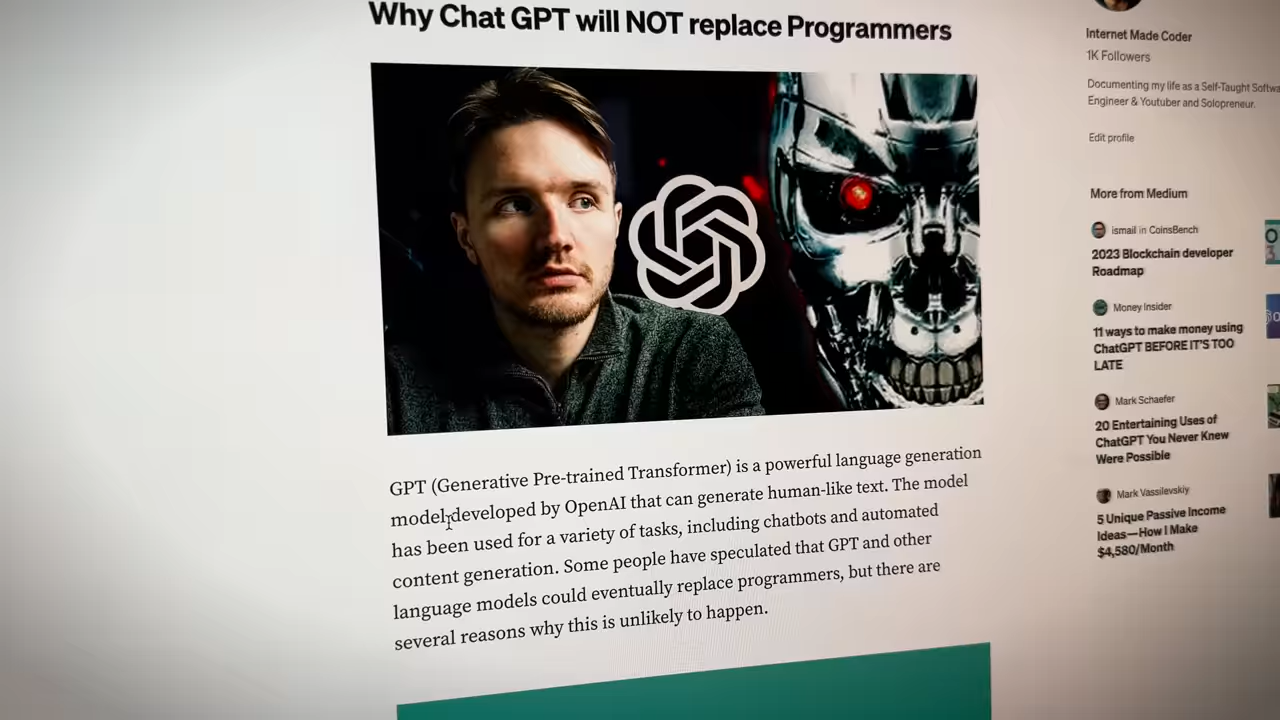 Why Chat GPT will NOT replace Programmers
GPT (Generative Pre-trained Transformer) is a powerful language generation
model developed by OpenAI that can generate human-like text. The model
has been used for a variety of tasks, including chatbots and automated
content generation. Some people have speculated that GPT and other
language models could eventually replace programmers, but there are
several reasons why this is unlikely to happen.
Internet Made Coder
1K Followers
Documenting my life as a Self-Taught Softwa
Engineer & Youtuber and Solopreneur.
Edit profile
More from Medium
ismail in CoinsBench
2023 Blockchain developer
Roadmap
Money Insider
11 ways to make money using
ChatGPT BEFORE IT'S TOO
LATE
Mark Schaefer
20 Entertaining Uses of
ChatGPT You Never Knew
Were Possible
Mark Vassilevskiy
5 Unique Passive Income
Ideas—How I Make
$4,580/Month